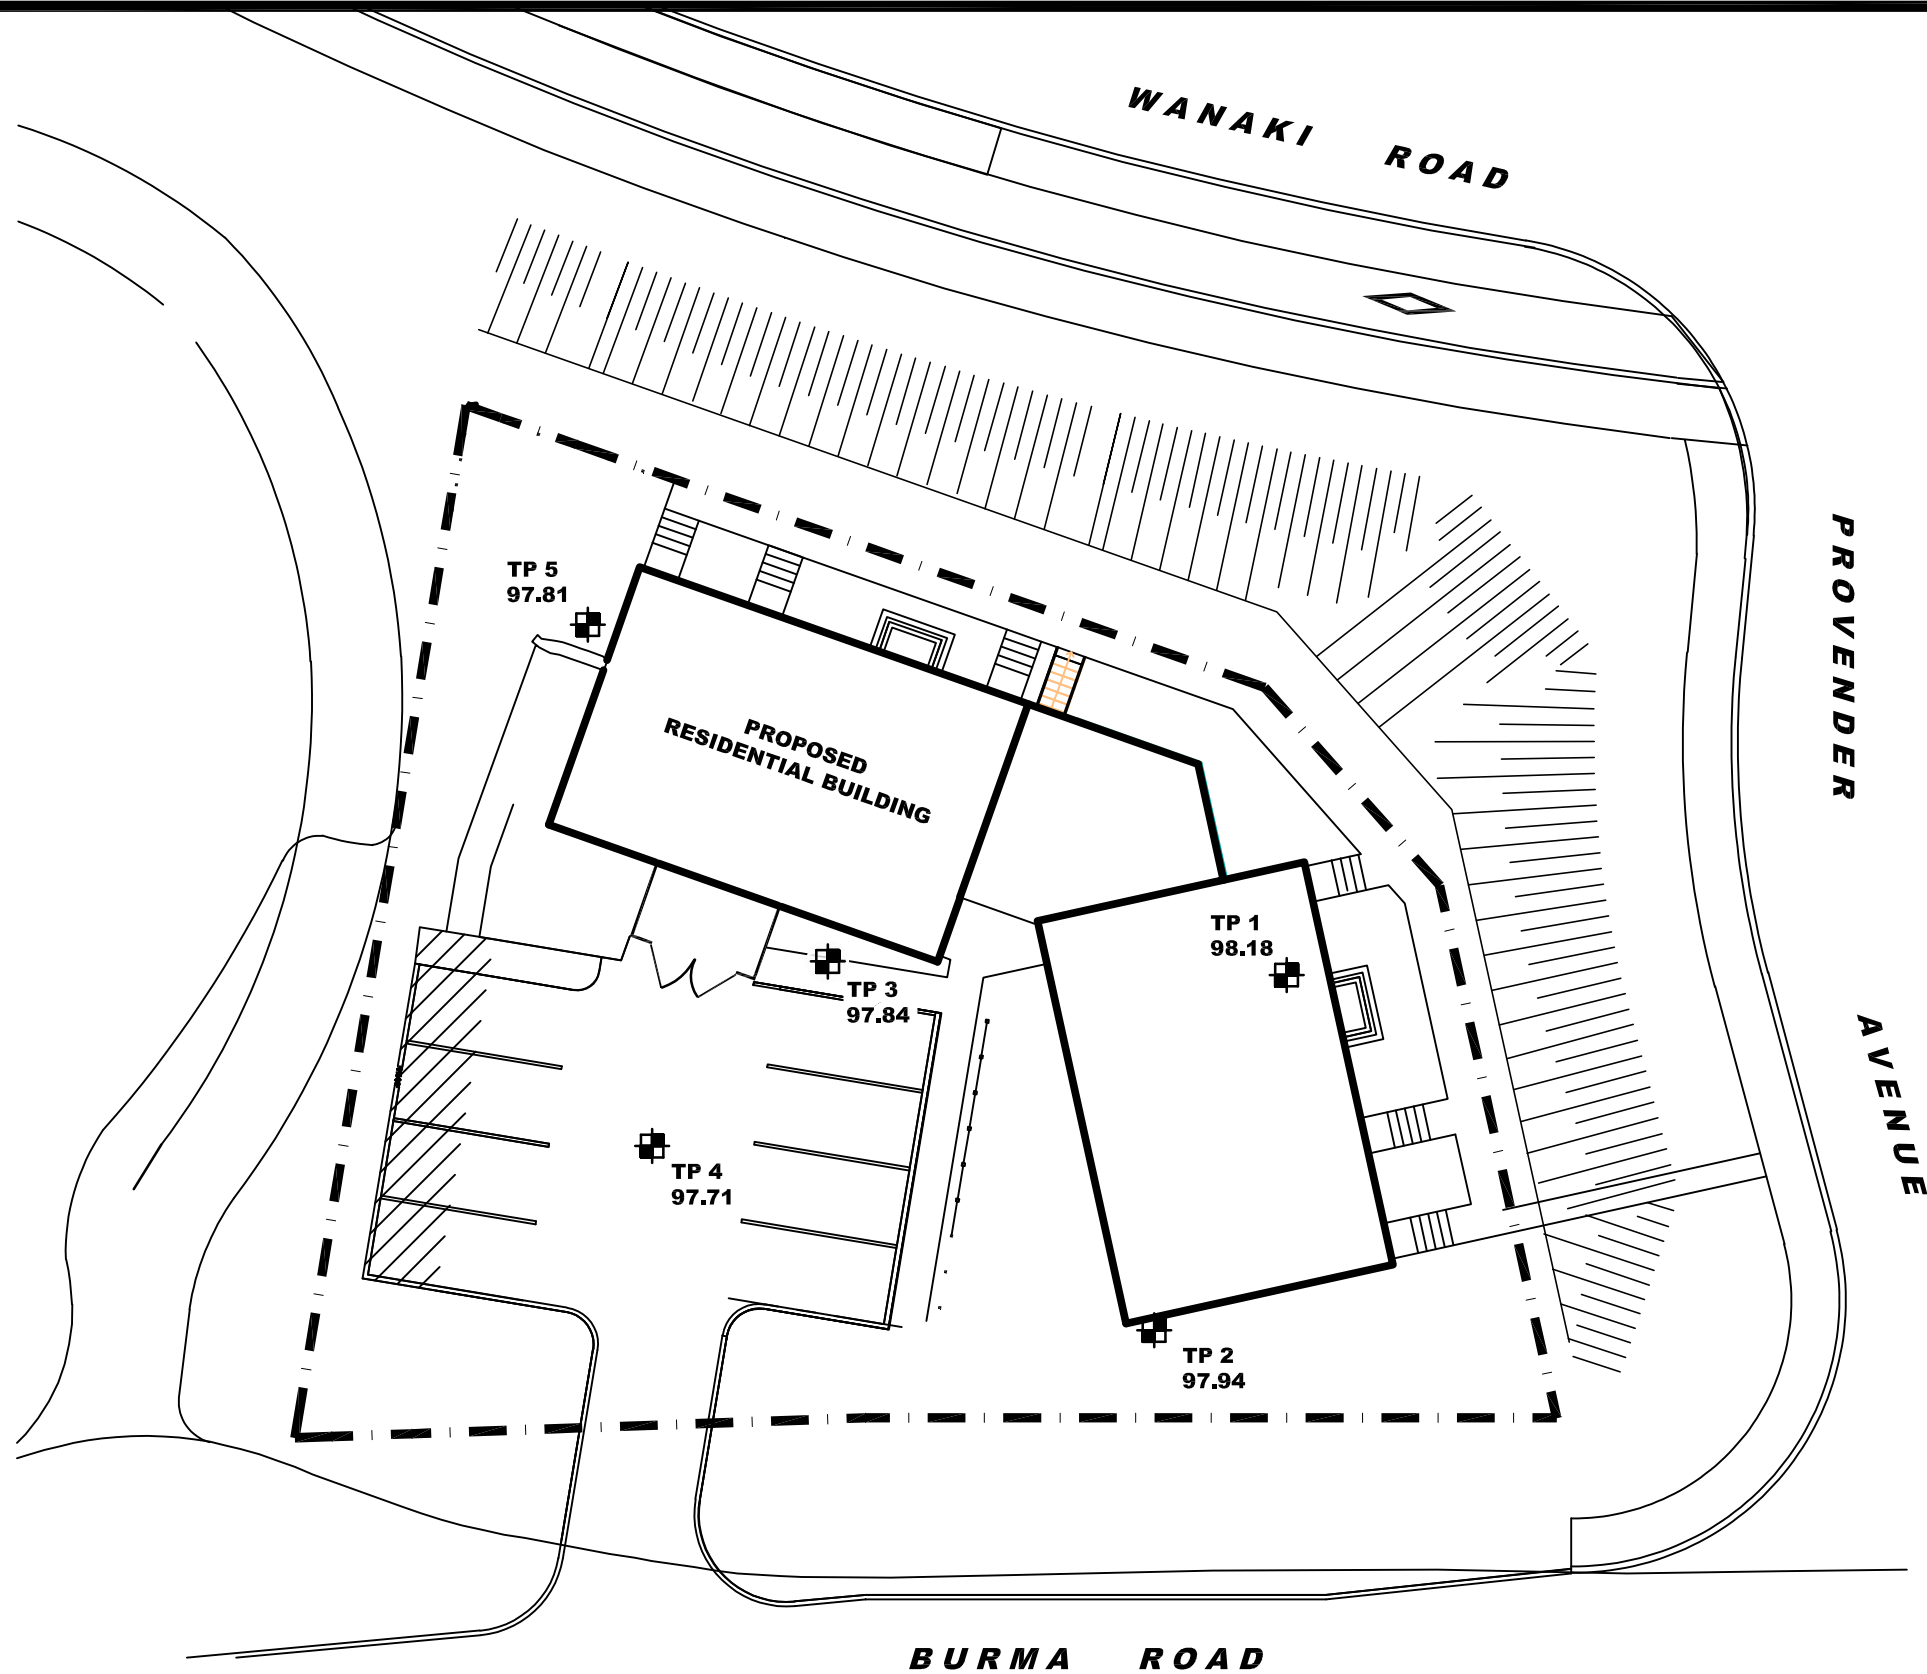 WANAKI ROAD
PROVENDER AVENUE
TP 5
97.81
PROPOSED
RESIDENTIAL BUILDING
TP 1
98.18
TP 3
97.84
TP 4
97.71
TP 2
97.94
BURMA ROAD